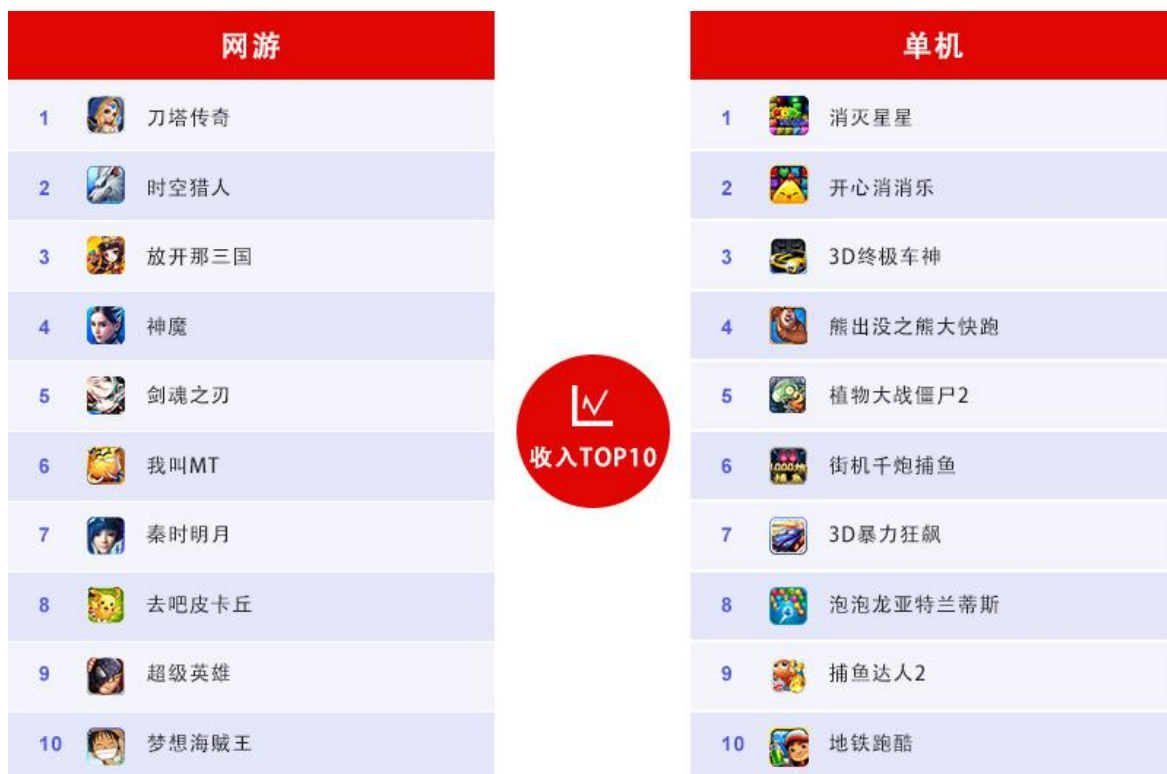 网游
1 刀塔传奇
2 时空猎人
3 放开那三国
4 神魔
5 剑魂之刃
6 我叫MT
7 秦时明月
8 去吧皮卡丘
9 超级英雄
10 梦想海贼王
收入TOP10
单机
1 消灭星星
2 开心消消乐
3 3D终极车神
4 熊出没之熊大快跑
5 植物大战僵尸2
6 街机千炮捕鱼
7 3D暴力狂飙
8 泡泡龙亚特兰蒂斯
9 捕鱼达人2
10 地铁跑酷